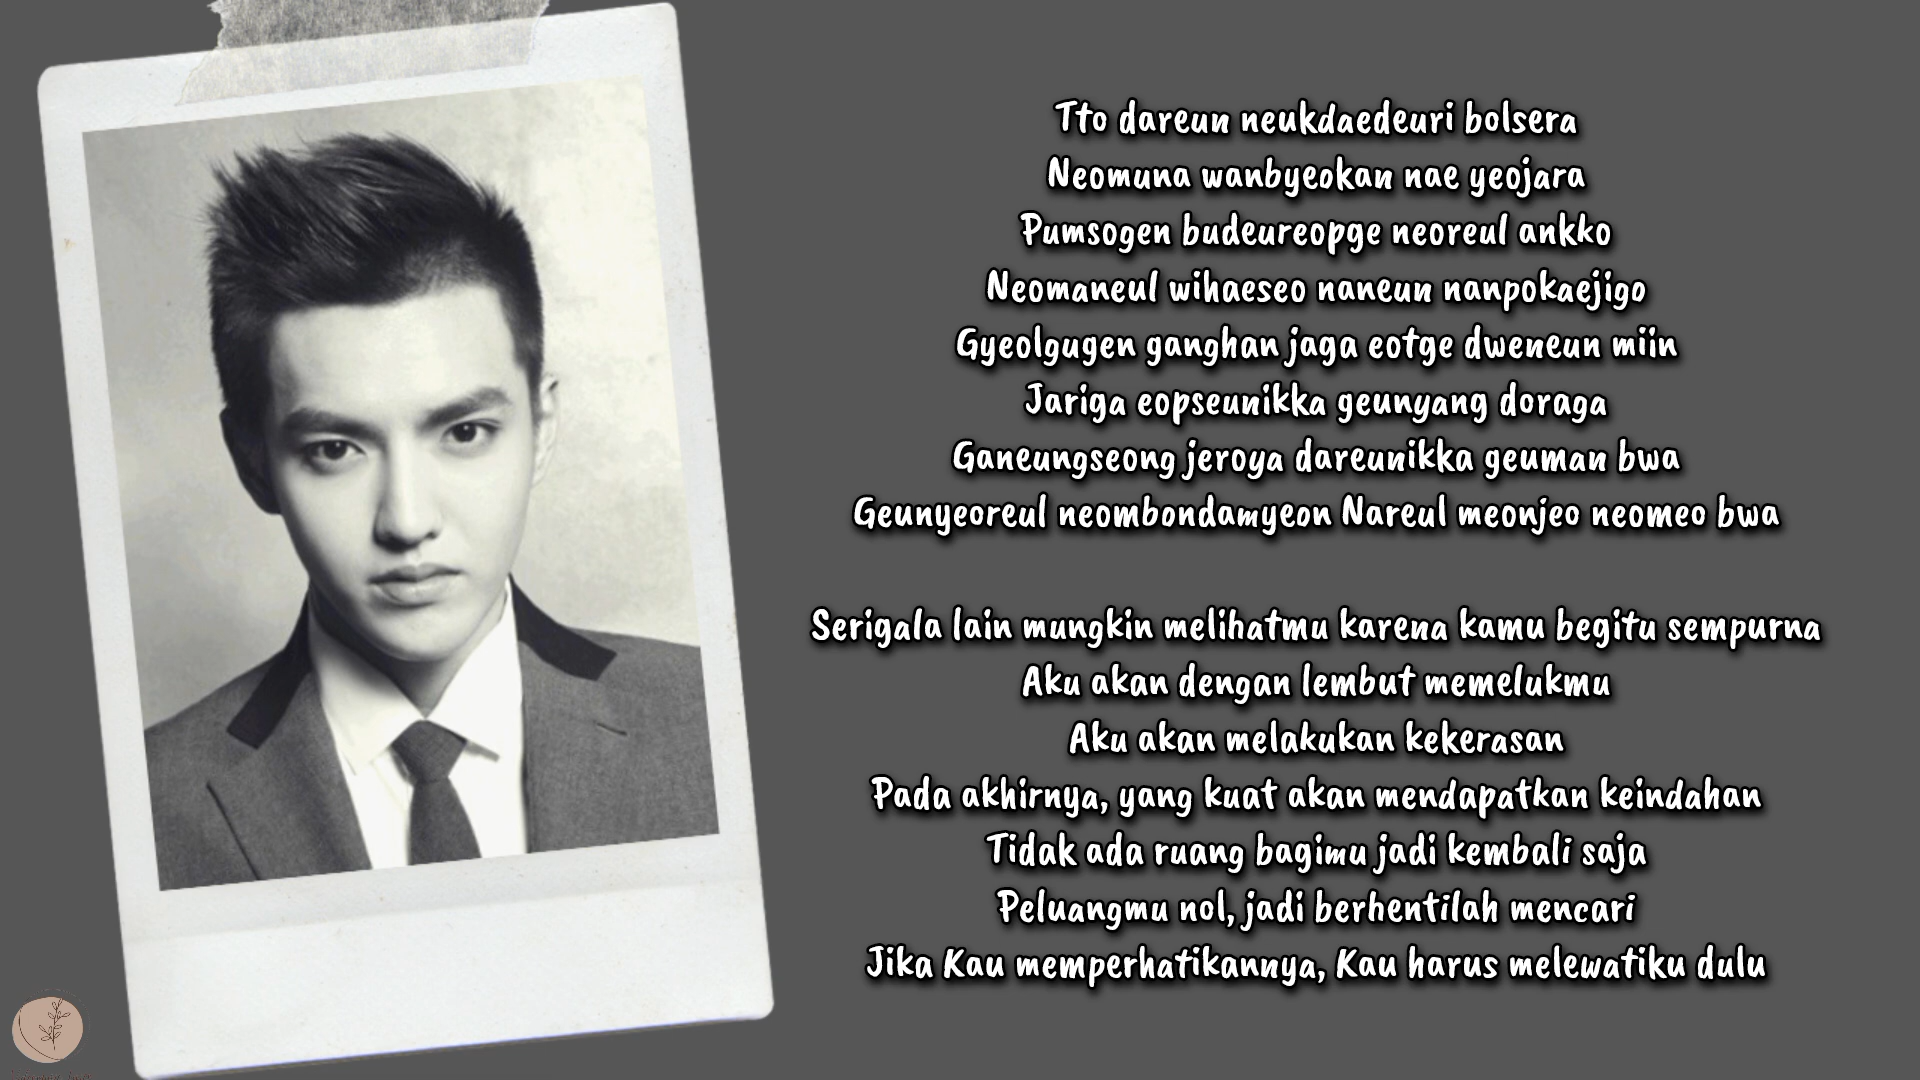 Tto dareun neukdaedeuri bolsera
Neomuna wanbyeokan nae yeojara
Pumsogen budeureopge neoreul ankko
Neomaneul wihaeseo naneun nanpokaejigo
Gyeolgugen ganghan jaga eotge dweneun miin
Jariga eopseunikka geunyang doraga
Ganeungseong jeroya dareunikka geuman bwa
Geunyeoreul neombondamyeon Nareul meonjeo neomeo bwa
Serigala lain mungkin melihatmu karena kamu begitu sempurna
Aku akan dengan lembut memelukmu
Aku akan melakukan kekerasan
Pada akhirnya, yang kuat akan mendapatkan keindahan
Tidak ada ruang bagimu jadi kembali saja
Peluangmu nol, jadi berhentilah mencari
Jika Kau memperhatikannya, Kau harus melewatiku dulu